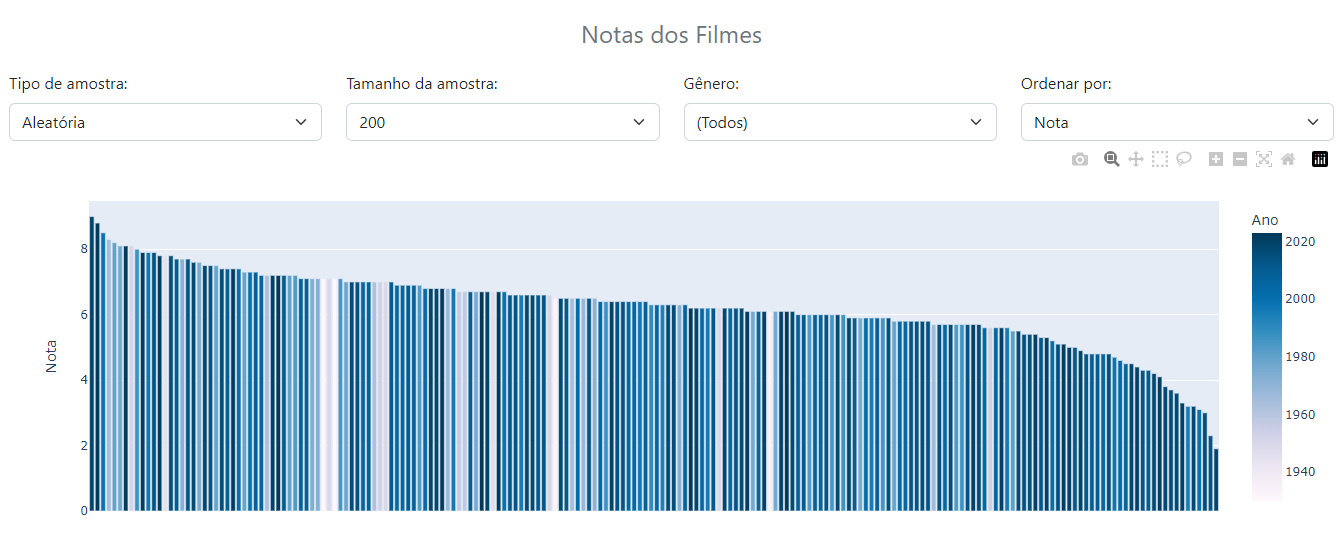 Notas dos Filmes
Tipo de amostra: Tamanho da amostra: Gênero: Ordenar por:
Aleatória 200 (Todos) Nota
Ano
2020
2000
1980
1960
1940
Nota
8
6
4
2
0